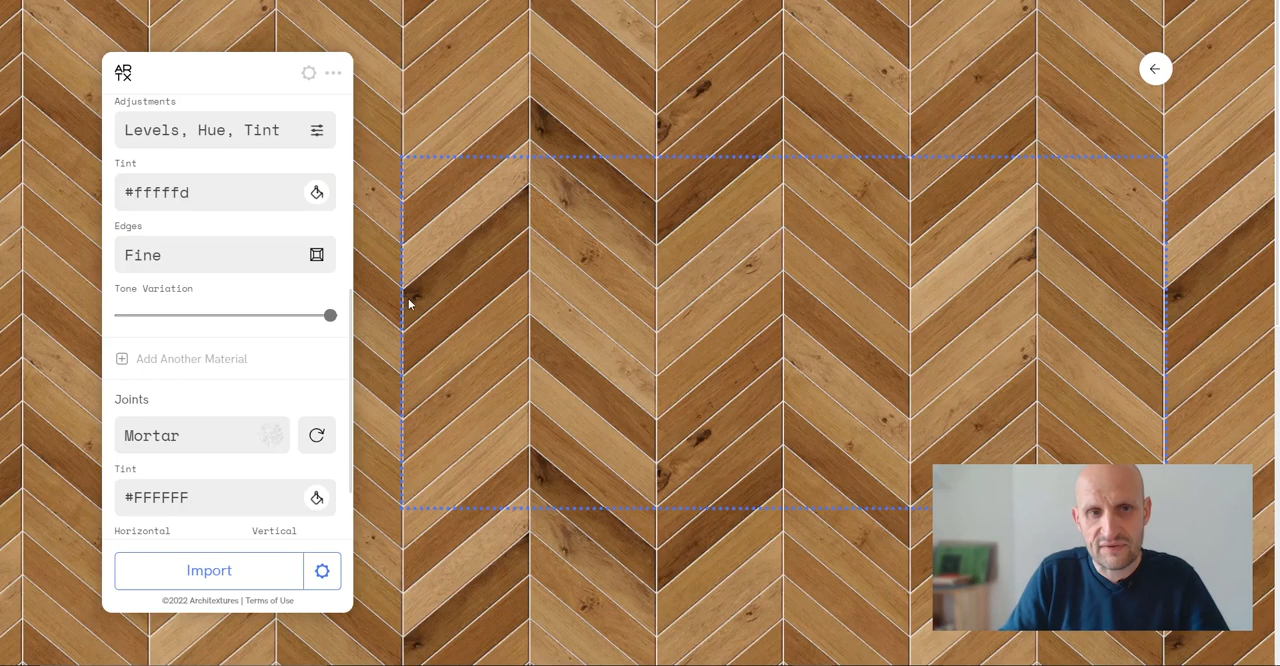 AR
TX
Adjustments
Levels, Hue, Tint
Tint
#fffffd
Edges
Fine
Tone Variation
Add Another Material
Joints
Mortar
Tint
#FFFFFF
Horizontal Vertical
Import
©2022 Architextures | Terms of Use